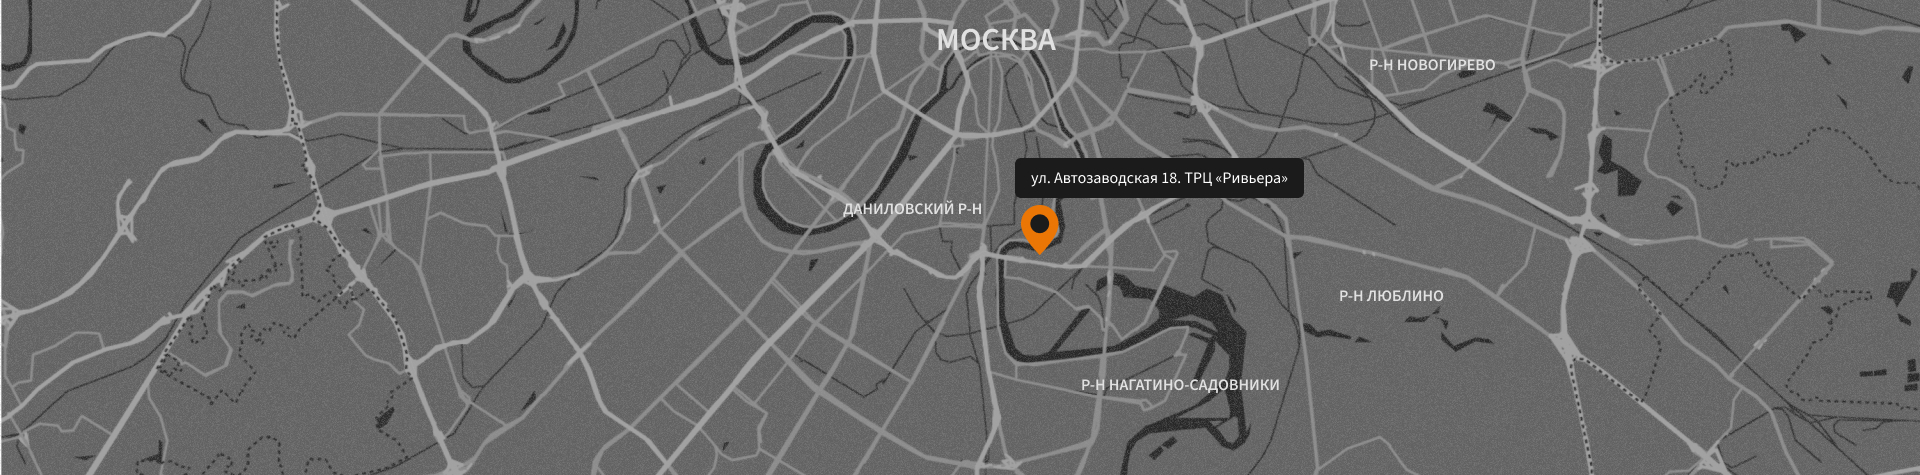 МОСКВА
Р-Н НОВОГИРЕВО
ул. Автозаводская 18. ТРЦ «Ривьера»
ДАНИЛОВСКИЙ Р-Н
Р-Н ЛЮБЛИНО
Р-Н НАГАТИНО-САДОВНИКИ